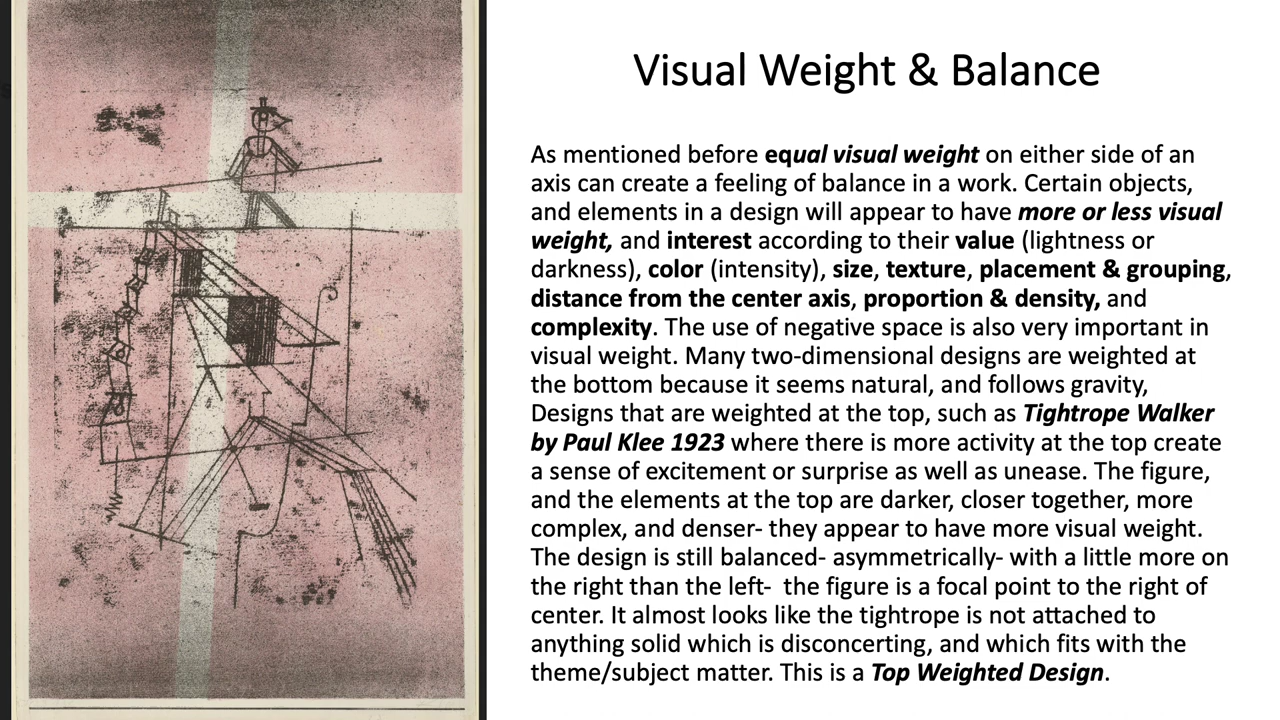 Visual Weight & Balance
As mentioned before equal visual weight on either side of an
axis can create a feeling of balance in a work. Certain objects,
and elements in a design will appear to have more or less visual
weight, and interest according to their value (lightness or
darkness), color (intensity), size, texture, placement & grouping,
distance from the center axis, proportion & density, and
complexity. The use of negative space is also very important in
visual weight. Many two-dimensional designs are weighted at
the bottom because it seems natural, and follows gravity,
Designs that are weighted at the top, such as Tightrope Walker
by Paul Klee 1923 where there is more activity at the top create
a sense of excitement or surprise as well as unease. The figure,
and the elements at the top are darker, closer together, more
complex, and denser- they appear to have more visual weight.
The design is still balanced- asymmetrically- with a little more on
the right than the left- the figure is a focal point to the right of
center. It almost looks like the tightrope is not attached to
anything solid which is disconcerting, and which fits with the
theme/subject matter. This is a Top Weighted Design.